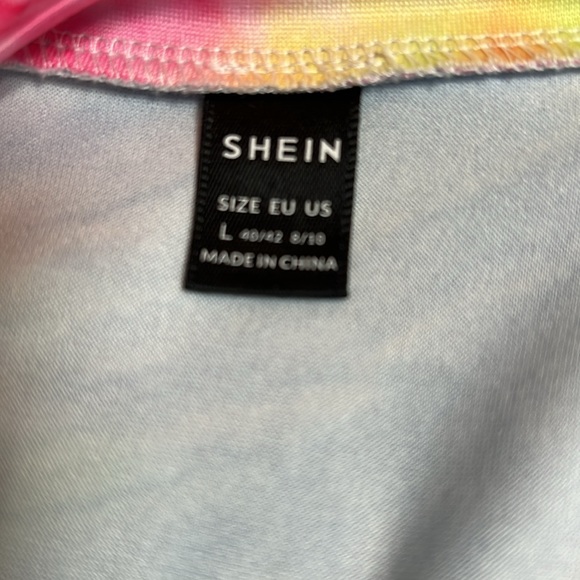 SHEIN
SIZE EU US
L 40/42 8/10
MADE IN CHINA